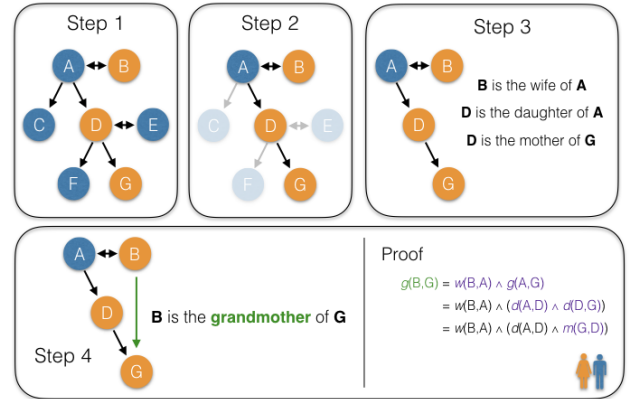 Step 1
A B
C D E
F G
Step 2
A B
C D E
F G
Step 3
A B
D
G
B is the wife of A
D is the daughter of A
D is the mother of G
A B
D
G
B is the grandmother of G
Step 4
Proof
g(B,G) = w(B,A) ∧ g(A,G)
= w(B,A) ∧ (d(A,D) ∧ d(D,G))
= w(B,A) ∧ (d(A,D) ∧ m(G,D))